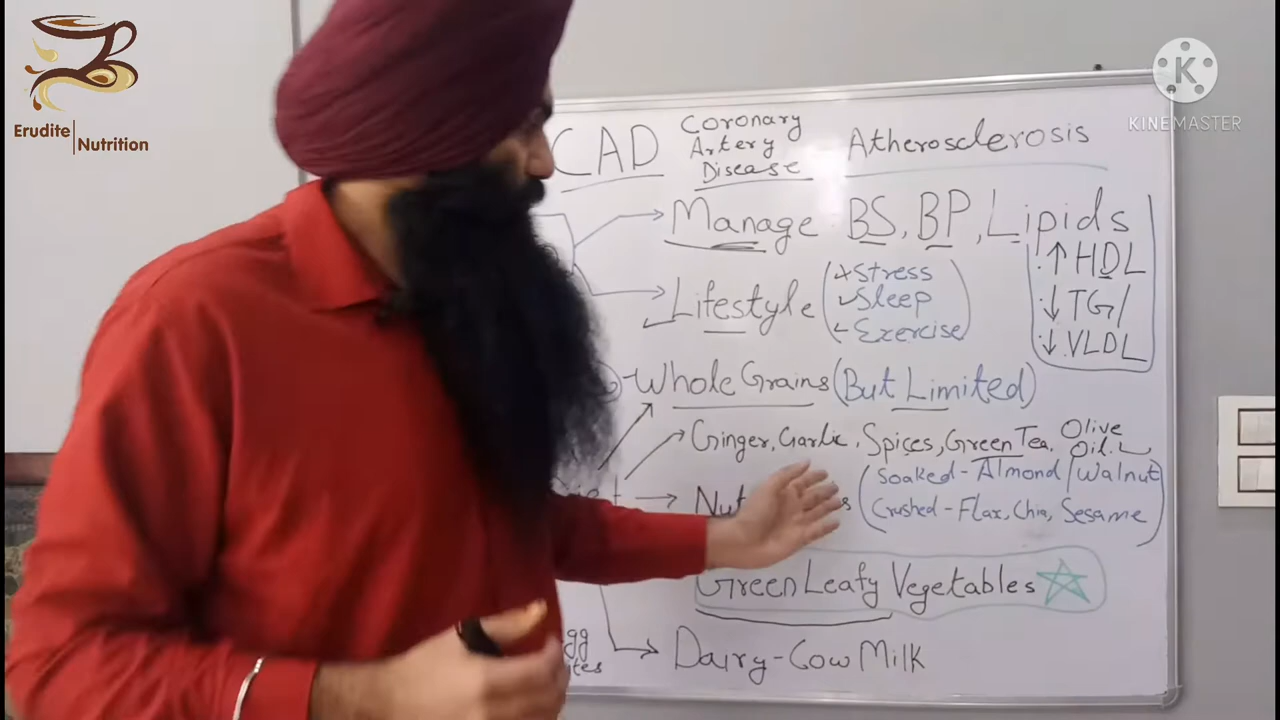 Erudite Nutrition
KINEMASTER
CAD Coronary Artery Disease Atherosclerosis
Manage BS, BP, Lipids
↑ HDL
↓ TG/
↓ VLDL
Lifestyle (Stress
Sleep
Exercise)
Whole Grains (But Limited)
Ginger, Garlic, Spices, Green Tea, Olive Oil
(Soaked - Almond/Walnut
Crushed - Flax, Chia, Sesame)
Green Leafy Vegetables
Dairy - Cow Milk